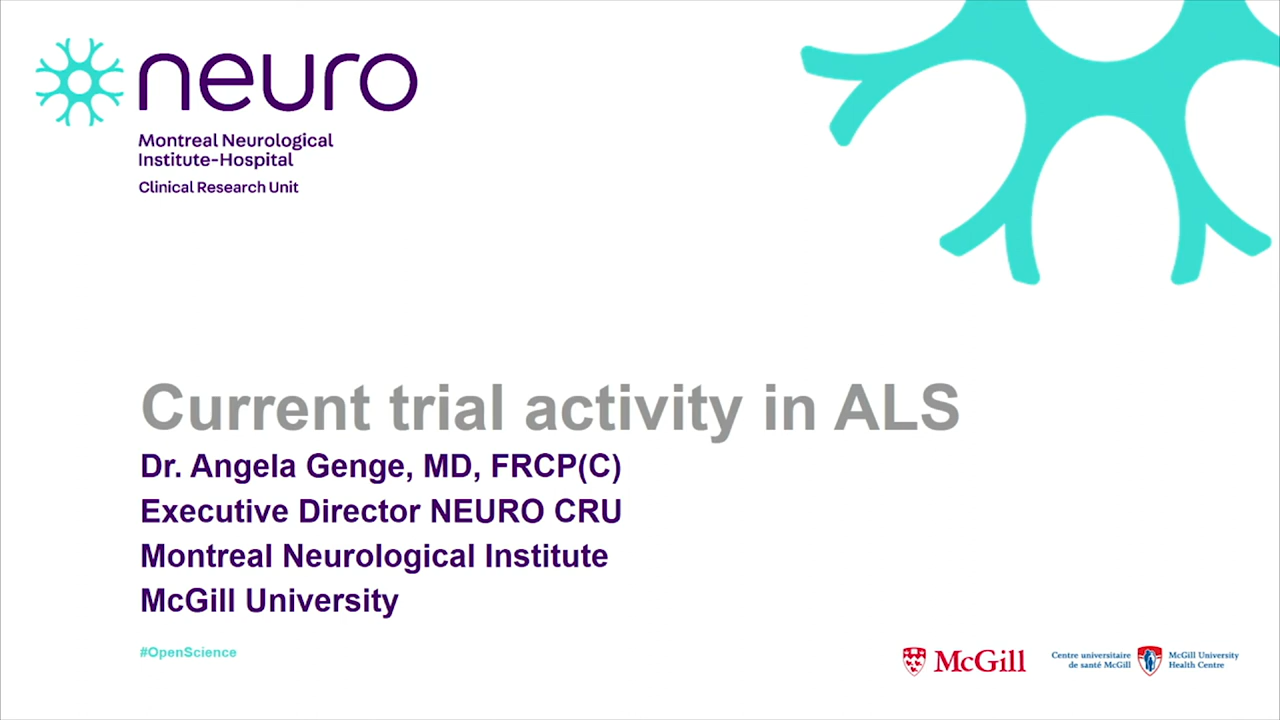 neuro
Montreal Neurological
Institute-Hospital
Clinical Research Unit
Current trial activity in ALS
Dr. Angela Genge, MD, FRCP(C)
Executive Director NEURO CRU
Montreal Neurological Institute
McGill University
#OpenScience
McGill
Centre universitaire
de santé McGill
McGill University
Health Centre